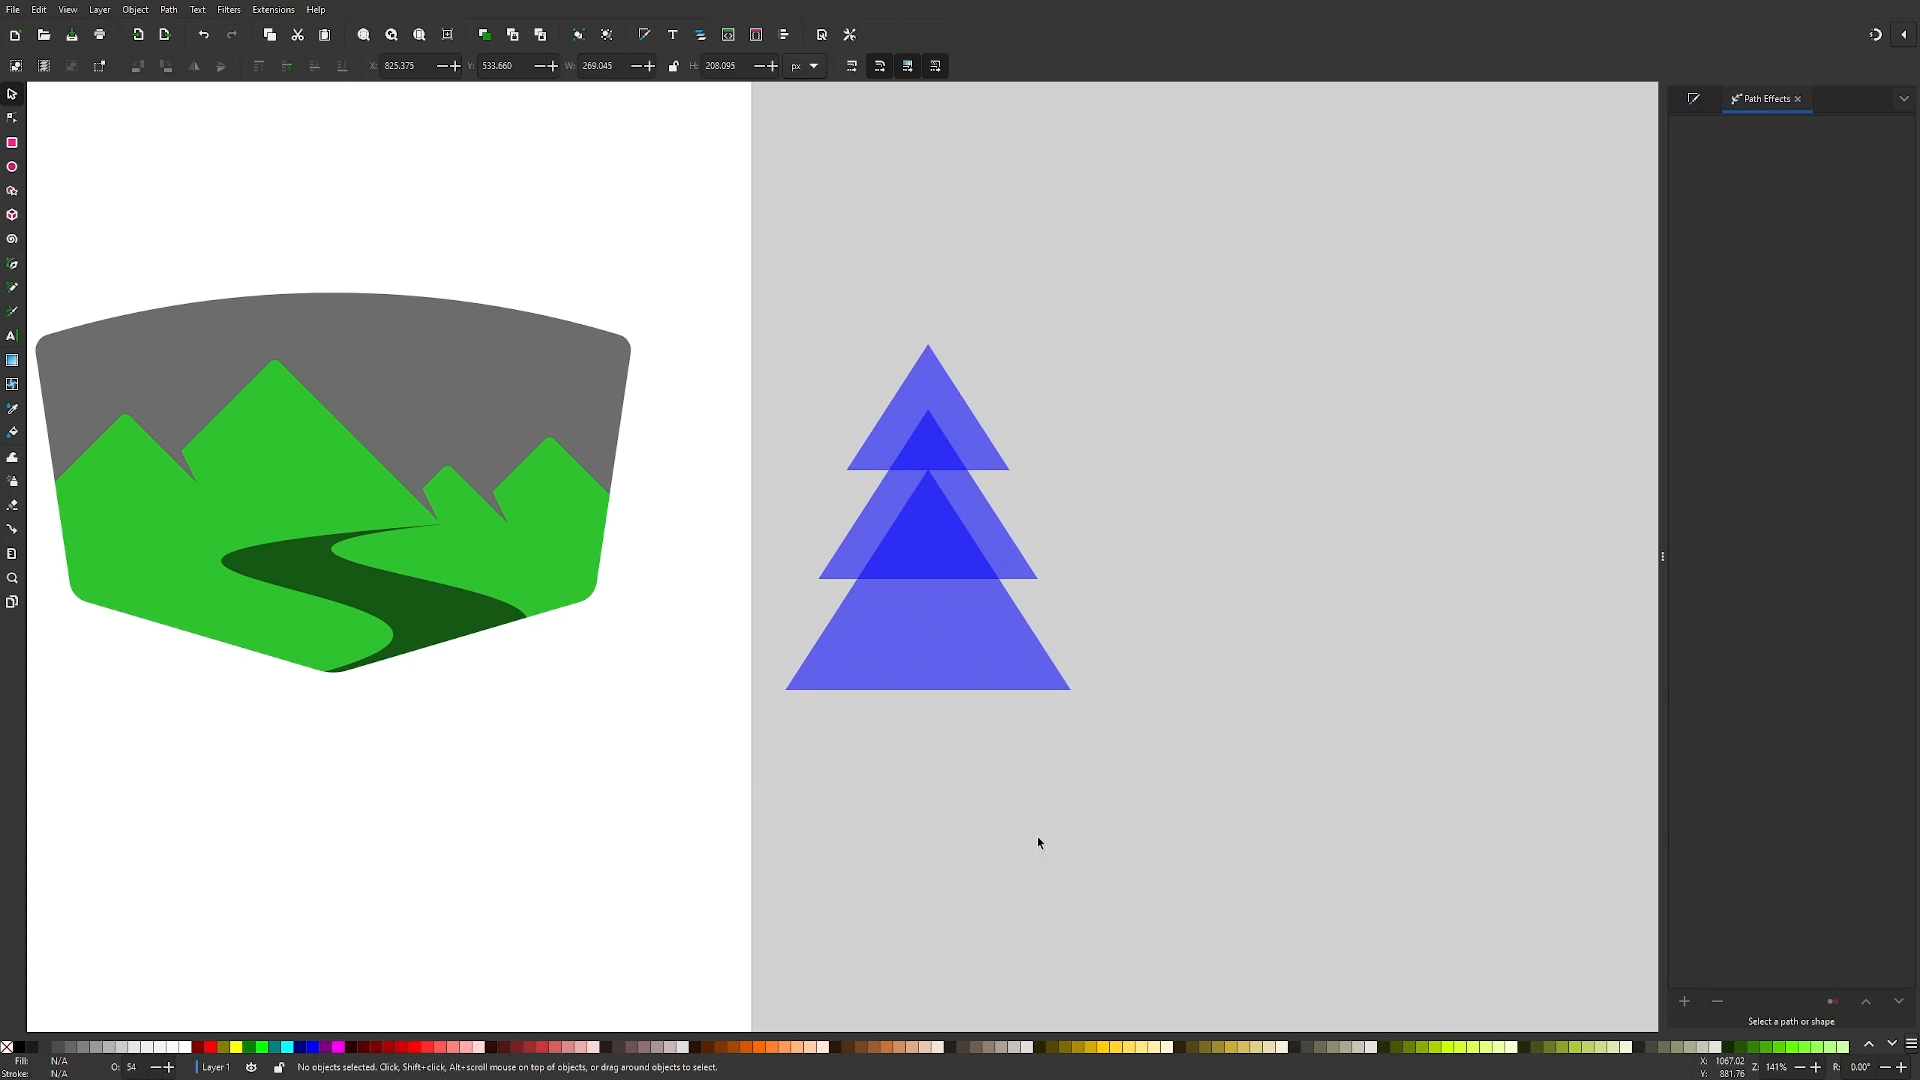 File Edit View Layer Object Path Text Filters Extensions Help
X: 825.375 Y: 533.660 W: 269.045 H: 208.095 px
Path Effects
Select a path or shape
Fill: N/A
Stroke: N/A
O: 54
Layer 1
No objects selected. Click, Shift+click, Alt+scroll mouse on top of objects, or drag around objects to select.
X: 1067.02
Y: 881.76
Z: 141%
R: 0.00°